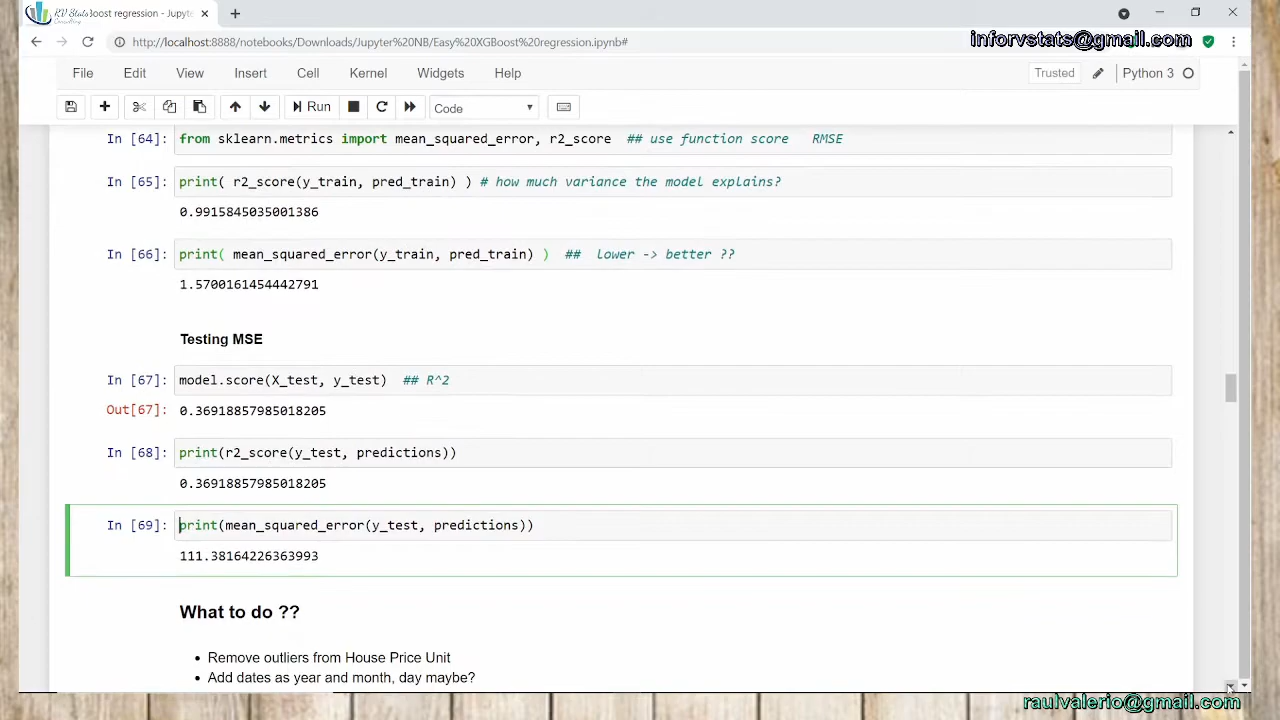 RV Stats
Consulting
oost regression - Jupyte
http://localhost:8888/notebooks/Downloads/Jupyter%20NB/Easy%20XGBoost%20regression.ipynb#
inforvstats@gmail.com
File Edit View Insert Cell Kernel Widgets Help
Trusted
Python 3
Run
Code
In [64]: from sklearn.metrics import mean_squared_error, r2_score ## use function score RMSE
In [65]: print( r2_score(y_train, pred_train) ) # how much variance the model explains?
0.9915845035001386
In [66]: print( mean_squared_error(y_train, pred_train) ) ## lower -> better ??
1.5700161454442791
Testing MSE
In [67]: model.score(X_test, y_test) ## R^2
Out[67]: 0.36918857985018205
In [68]: print(r2_score(y_test, predictions))
0.36918857985018205
In [69]: print(mean_squared_error(y_test, predictions))
111.38164226363993
What to do ??
• Remove outliers from House Price Unit
• Add dates as year and month, day maybe?
raulvalerio@gmail.com